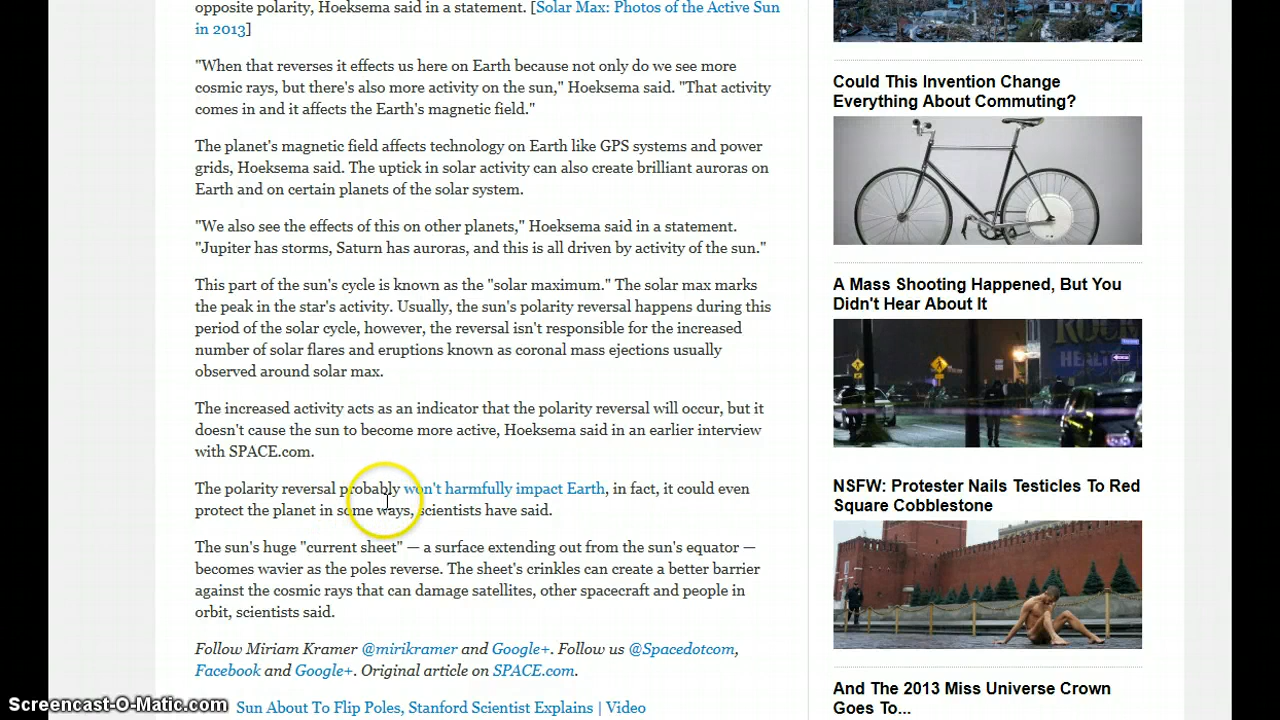 opposite polarity, Hoeksema said in a statement. [Solar Max: Photos of the Active Sun
in 2013]
"When that reverses it effects us here on Earth because not only do we see more
cosmic rays, but there's also more activity on the sun," Hoeksema said. "That activity
comes in and it affects the Earth's magnetic field."
The planet's magnetic field affects technology on Earth like GPS systems and power
grids, Hoeksema said. The uptick in solar activity can also create brilliant auroras on
Earth and on certain planets of the solar system.
"We also see the effects of this on other planets," Hoeksema said in a statement.
"Jupiter has storms, Saturn has auroras, and this is all driven by activity of the sun."
This part of the sun's cycle is known as the "solar maximum." The solar max marks
the peak in the star's activity. Usually, the sun's polarity reversal happens during this
period of the solar cycle, however, the reversal isn't responsible for the increased
number of solar flares and eruptions known as coronal mass ejections usually
observed around solar max.
The increased activity acts as an indicator that the polarity reversal will occur, but it
doesn't cause the sun to become more active, Hoeksema said in an earlier interview
with SPACE.com.
The polarity reversal probably won't harmfully impact Earth, in fact, it could even
protect the planet in some ways, scientists have said.
The sun's huge "current sheet" — a surface extending out from the sun's equator —
becomes wavier as the poles reverse. The sheet's crinkles can create a better barrier
against the cosmic rays that can damage satellites, other spacecraft and people in
orbit, scientists said.
Follow Miriam Kramer @mirikramer and Google+. Follow us @Spacedotcom,
Facebook and Google+. Original article on SPACE.com.
Sun About To Flip Poles, Stanford Scientist Explains | Video
Could This Invention Change
Everything About Commuting?
A Mass Shooting Happened, But You
Didn't Hear About It
ROCK
HEAL
NSFW: Protester Nails Testicles To Red
Square Cobblestone
And The 2013 Miss Universe Crown
Goes To...
Screencast-O-Matic.com